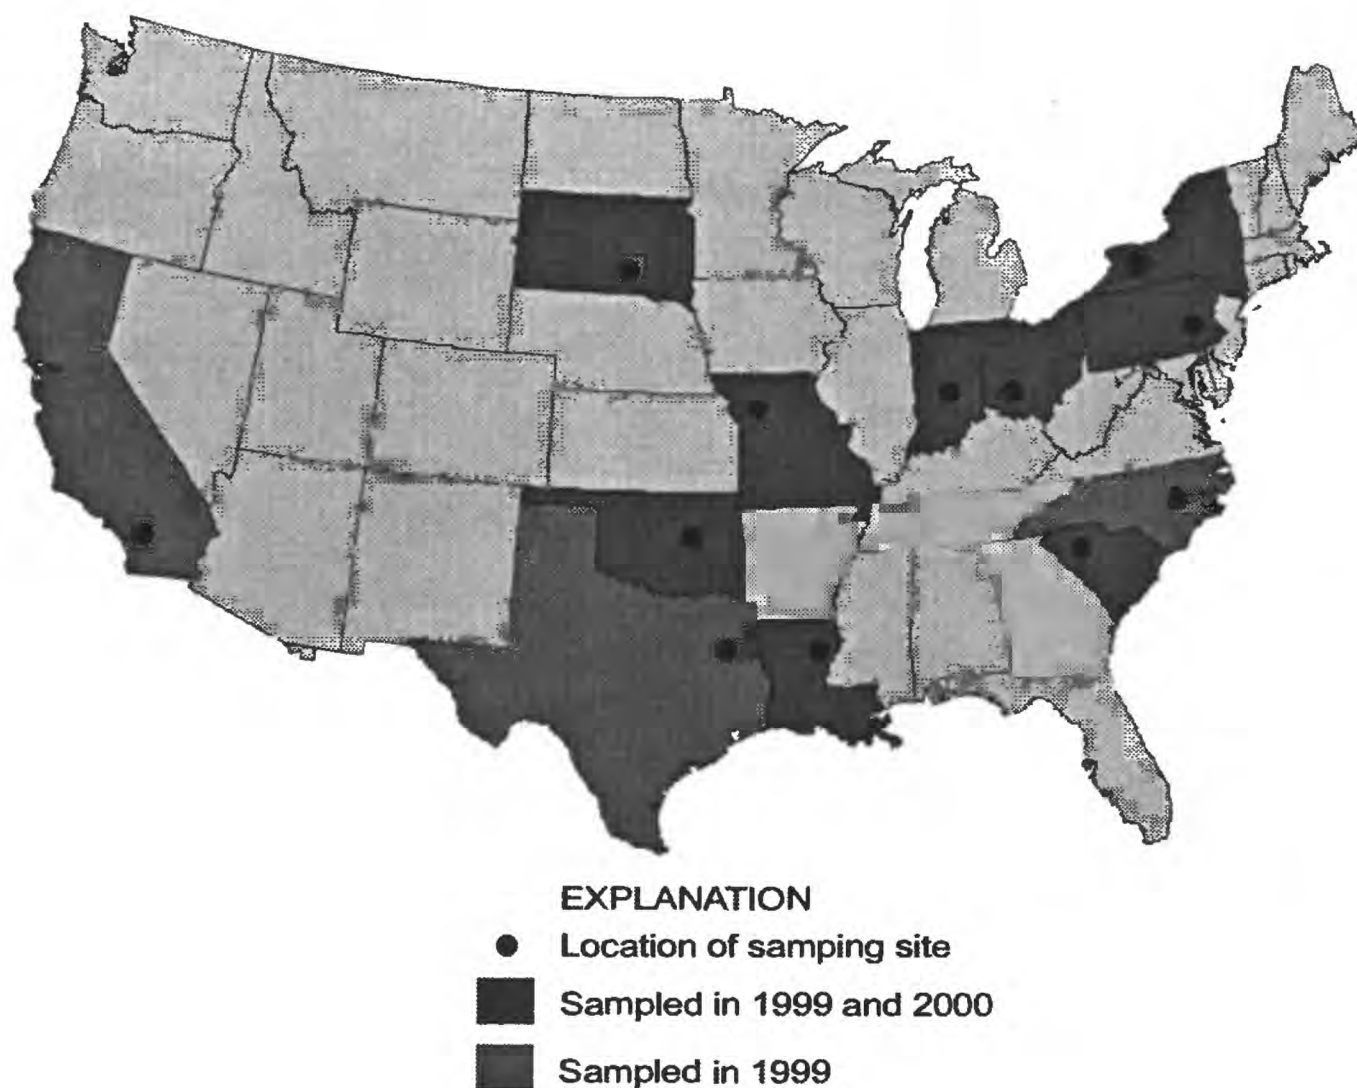 EXPLANATION
Location of samping site
Sampled in 1999 and 2000
Sampled in 1999